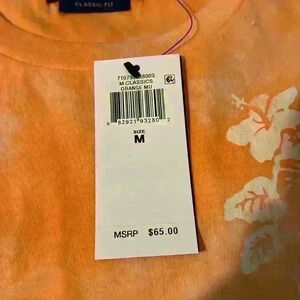 CLASSIC FIT
M CLASSICS
ORANGE MU
SIZE
M
MSRP $65.00